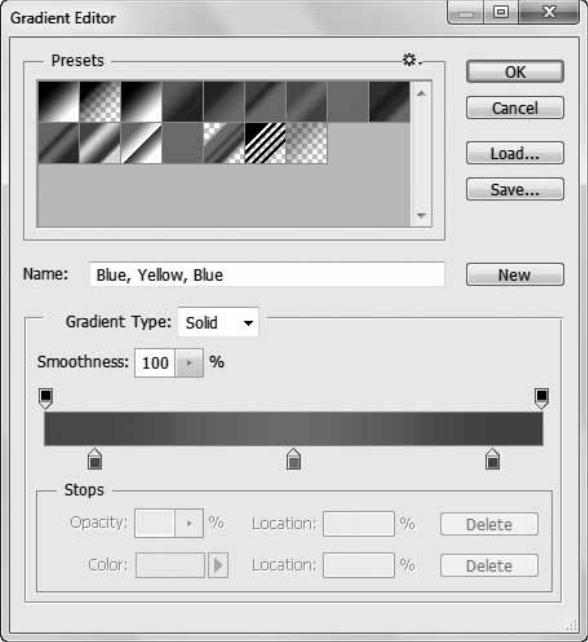 Gradient Editor
Presets
OK
Cancel
Load...
Save...
Name: Blue, Yellow, Blue
New
Gradient Type: Solid
Smoothness: 100 %
Stops
Opacity: % Location: % Delete
Color: Location: % Delete